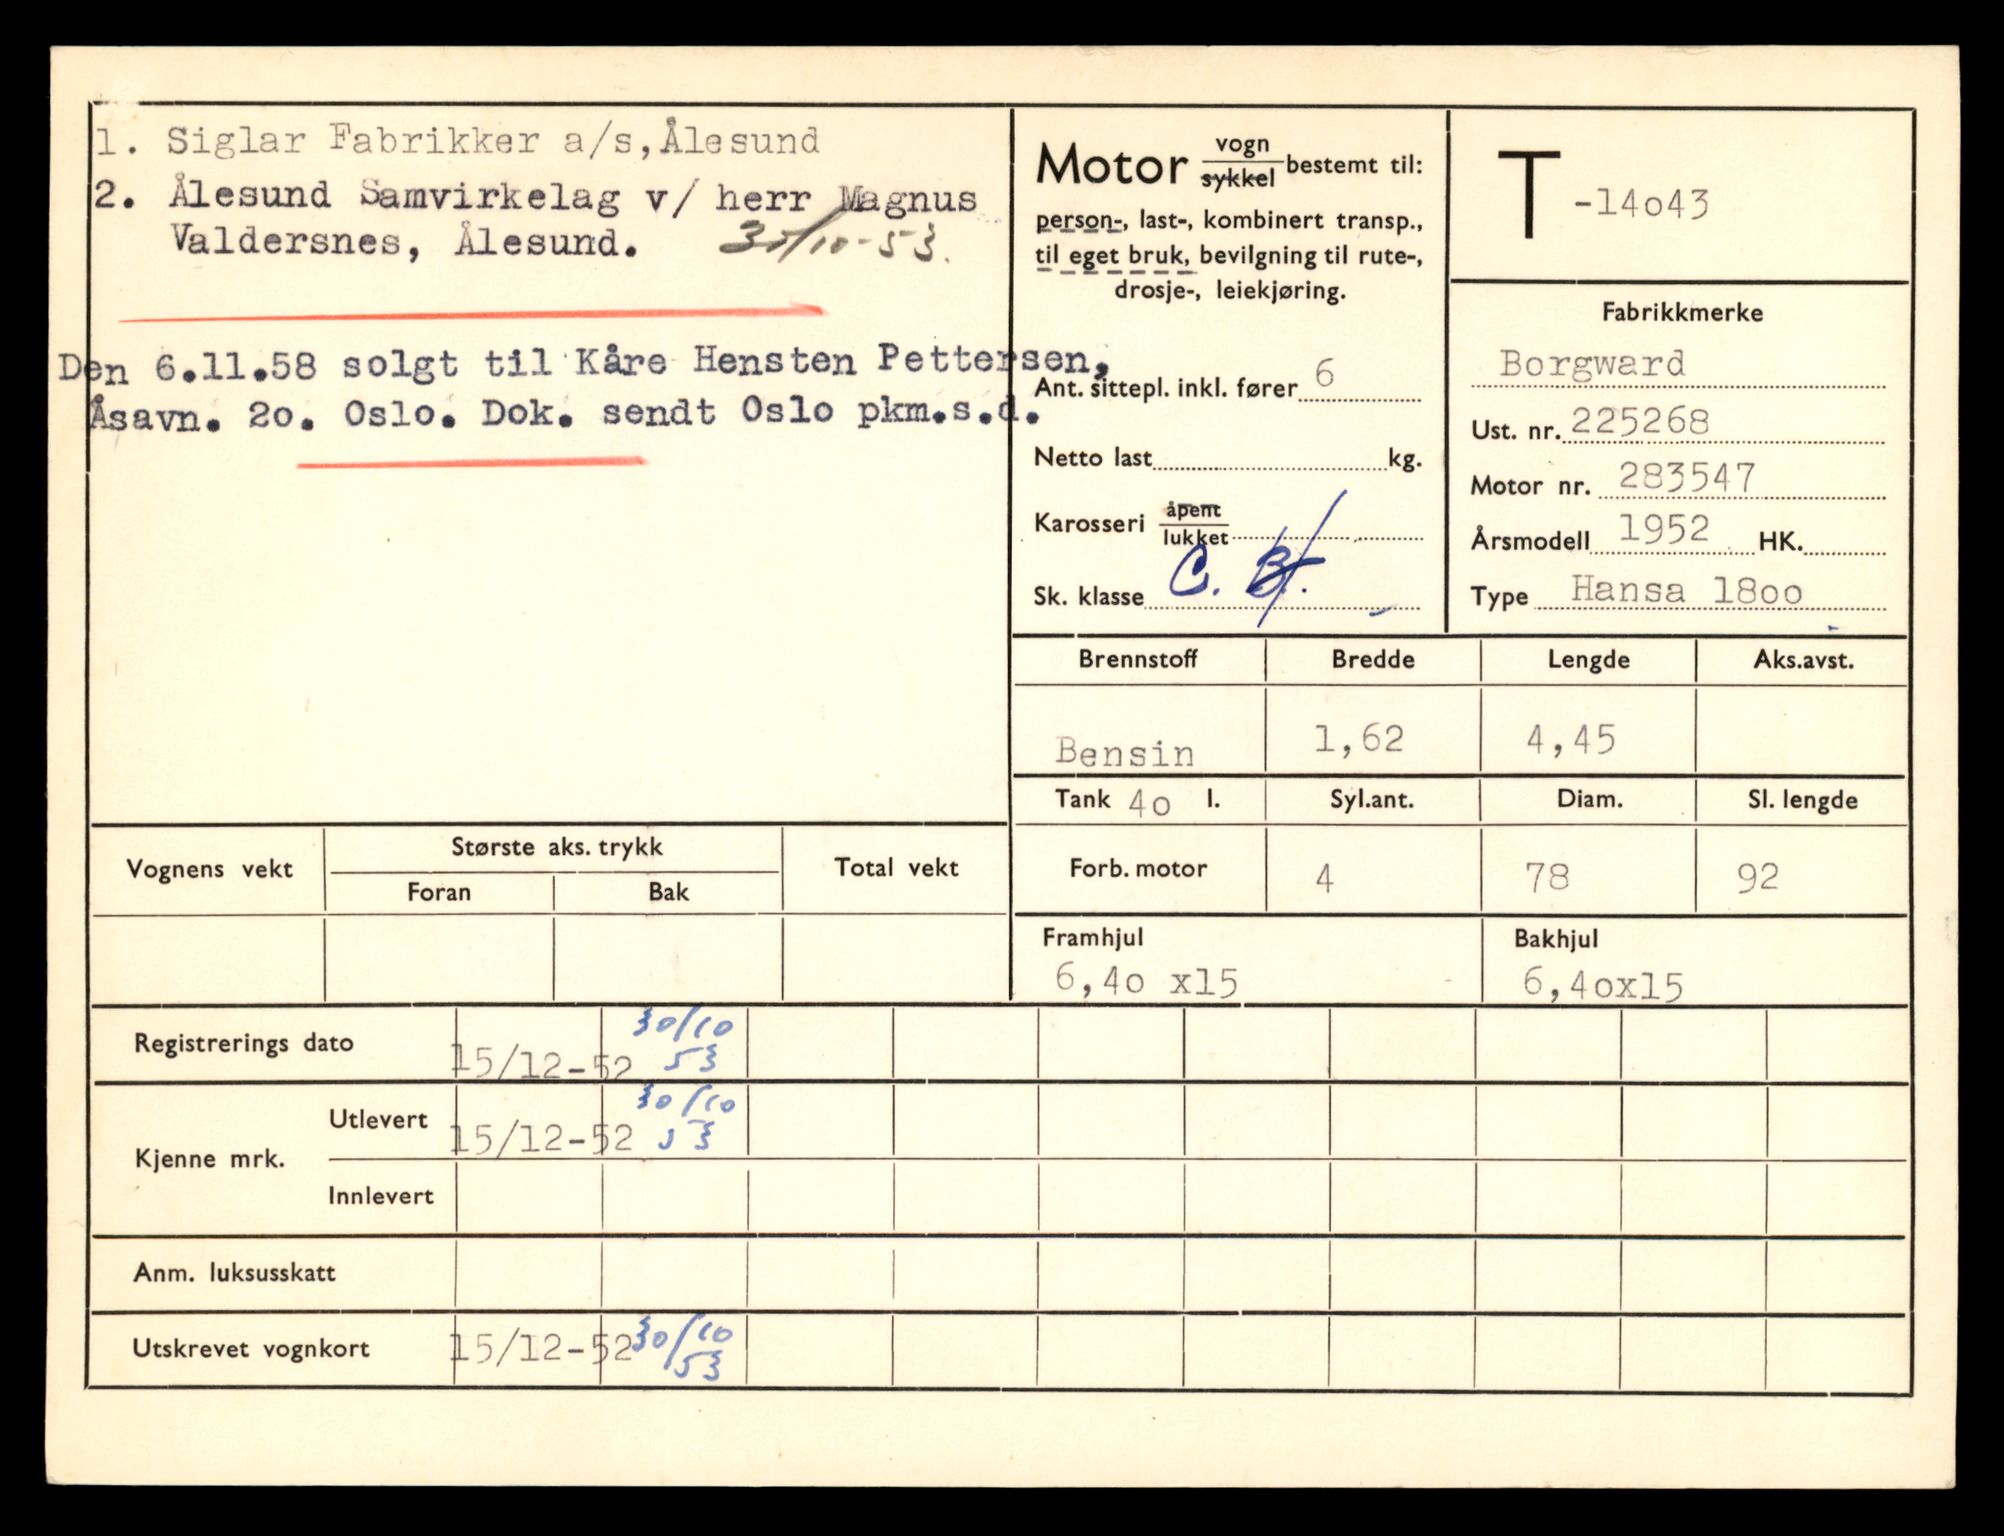 1. Siglar Fabrikker a/s,Ålesund
2. Ålesund Samvirkelag v/ herr Magnus
Valdersnes, Ålesund. 30/10-53.
Den 6.11.58 solgt til Kåre Hensten Pettersen,
Åsavn. 2o. Oslo. Dok. sendt Oslo pkm.s.d.
Motor vogn sykkel bestemt til:
person-, last-, kombinert transp.,
til eget bruk, bevilgning til rute-,
drosje-, leiekjøring.
Ant. sittepl. inkl. fører 6
Netto last kg.
Karosseri åpent lukket
Sk. klasse C. B.
T -14o43
Fabrikkmerke
Borgward
Ust. nr. 225268
Motor nr. 283547
Årsmodell 1952 HK.
Type Hansa 18oo
Brennstoff Bredde Lengde Aks.avst.
Bensin 1,62 4,45
Tank 4o l. Syl.ant. Diam. Sl. lengde
Forb. motor 4 78 92
Framhjul Bakhjul
6,4o x15 6,4ox15
Vognens vekt Største aks. trykk Total vekt
Foran Bak
Registrerings dato 15/12-52 30/10 53
Kjenne mrk. Utlevert 15/12-52 30/10 53
Innlevert
Anm. luksusskatt
Utskrevet vognkort 15/12-52 30/10 53